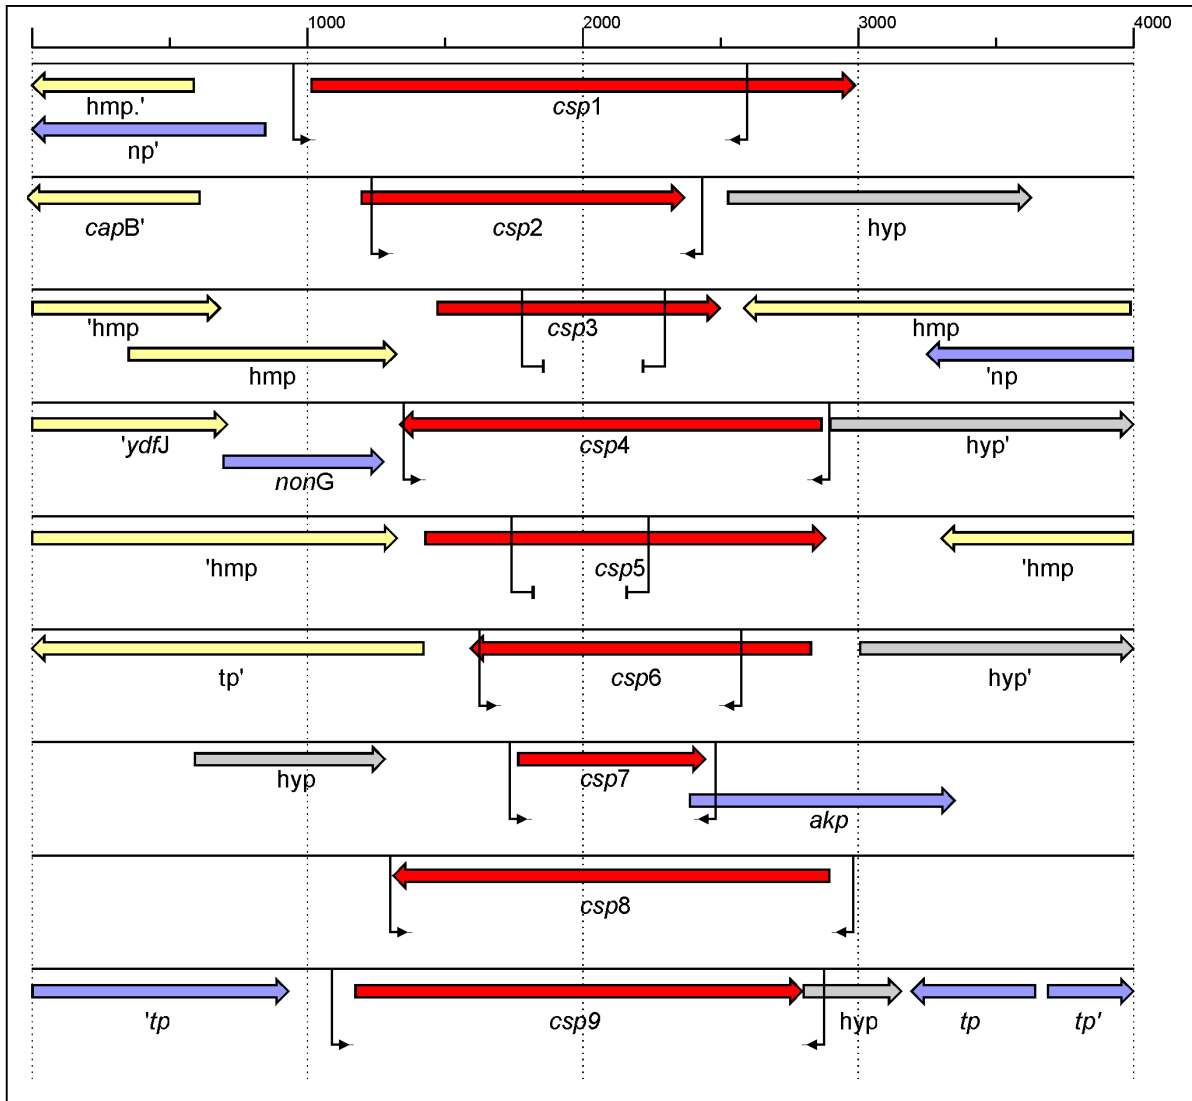 1000 2000 3000 4000
hmp.' csp1
np'
capB' csp2 hyp
'hmp csp3 hmp
hmp 'np
'ydfJ csp4 hyp'
nonG
'hmp csp5 'hmp
tp' csp6 hyp'
hyp csp7
akp
csp8
'tp csp9 hyp tp tp'